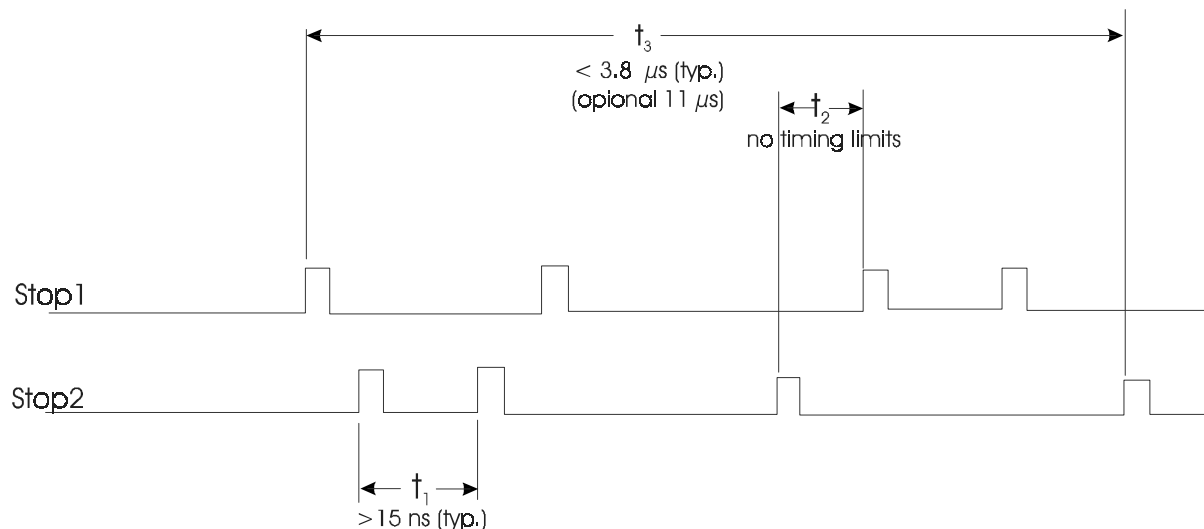 t3
< 3.8 µs (typ.)
(opional 11 µs)
t2
no timing limits
Stop1
Stop2
t1
>15 ns (typ.)